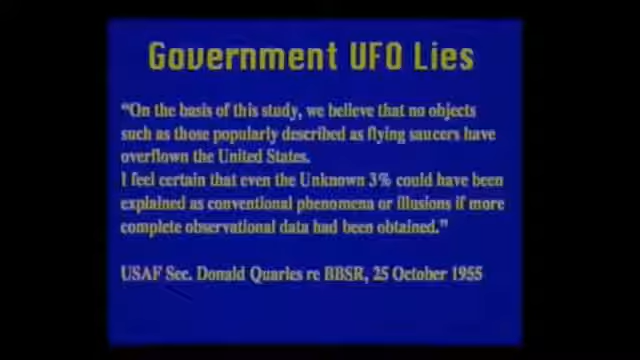 Government UFO Lies
“On the basis of this study, we believe that no objects
such as those popularly described as flying saucers have
overflown the United States.
I feel certain that even the Unknown 3% could have been
explained as conventional phenomena or illusions if more
complete observational data had been obtained.”
USAF Sec. Donald Quarles re BBSR, 25 October 1955